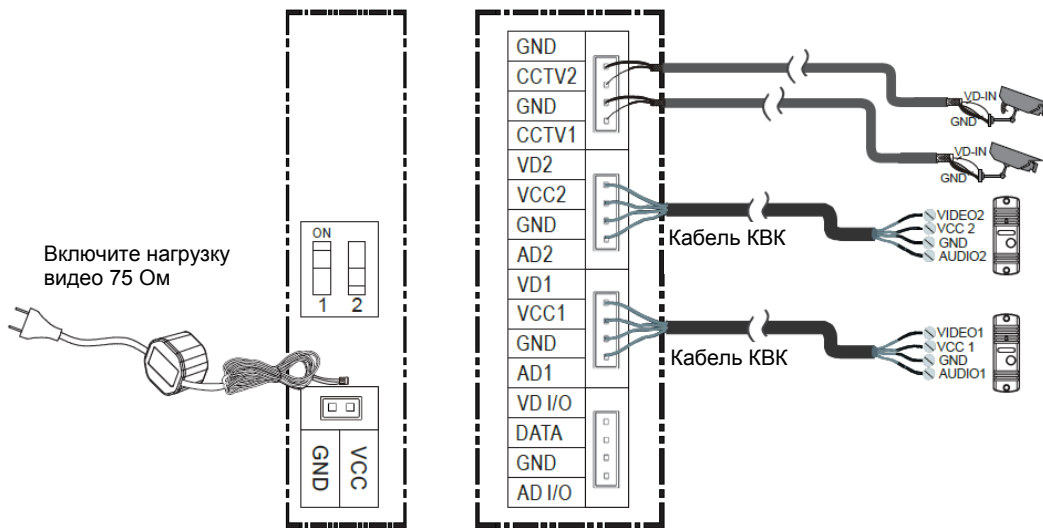 Включите нагрузку
видео 75 Ом
ON
1 2
GND
VCC
GND
CCTV2
GND
CCTV1
VD2
VCC2
GND
AD2
VD1
VCC1
GND
AD1
VD I/O
DATA
GND
AD I/O
VD-IN
GND
VD-IN
GND
Кабель КВК
VIDEO2
VCC 2
GND
AUDIO2
Кабель КВК
VIDEO1
VCC 1
GND
AUDIO1